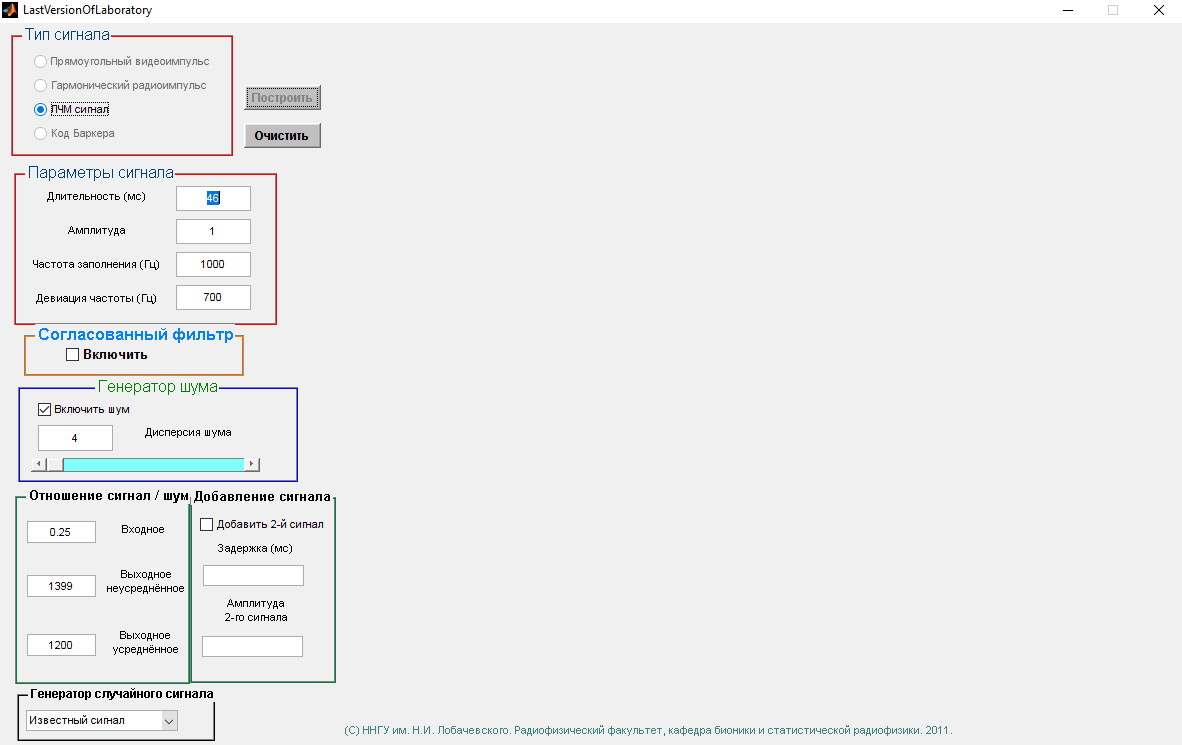 LastVersionOfLaboratory
Тип сигнала
Прямоугольный видеоимпульс
Гармонический радиоимпульс
ЛЧМ сигнал
Код Баркера
Построить
Очистить
Параметры сигнала
Длительность (мс)
46
Амплитуда
1
Частота заполнения (Гц)
1000
Девиация частоты (Гц)
700
Согласованный фильтр
Включить
Генератор шума
Включить шум
4
Дисперсия шума
Отношение сигнал / шум
0.25
Входное
1399
Выходное
неусреднённое
1200
Выходное
усреднённое
Добавление сигнала
Добавить 2-й сигнал
Задержка (мс)
Амплитуда
2-го сигнала
Генератор случайного сигнала
Известный сигнал
(C) ННГУ им. Н.И. Лобачевского. Радиофизический факультет, кафедра бионики и статистической радиофизики. 2011.